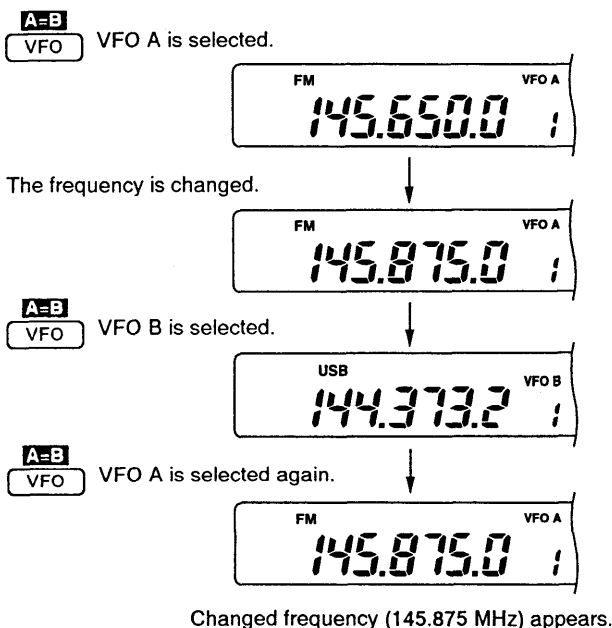 A=B
VFO VFO A is selected.
FM VFO A
145.650.0 1
The frequency is changed.
FM VFO A
145.875.0 1
A=B
VFO VFO B is selected.
USB VFO B
144.373.2 1
A=B
VFO VFO A is selected again.
FM VFO A
145.875.0 1
Changed frequency (145.875 MHz) appears.